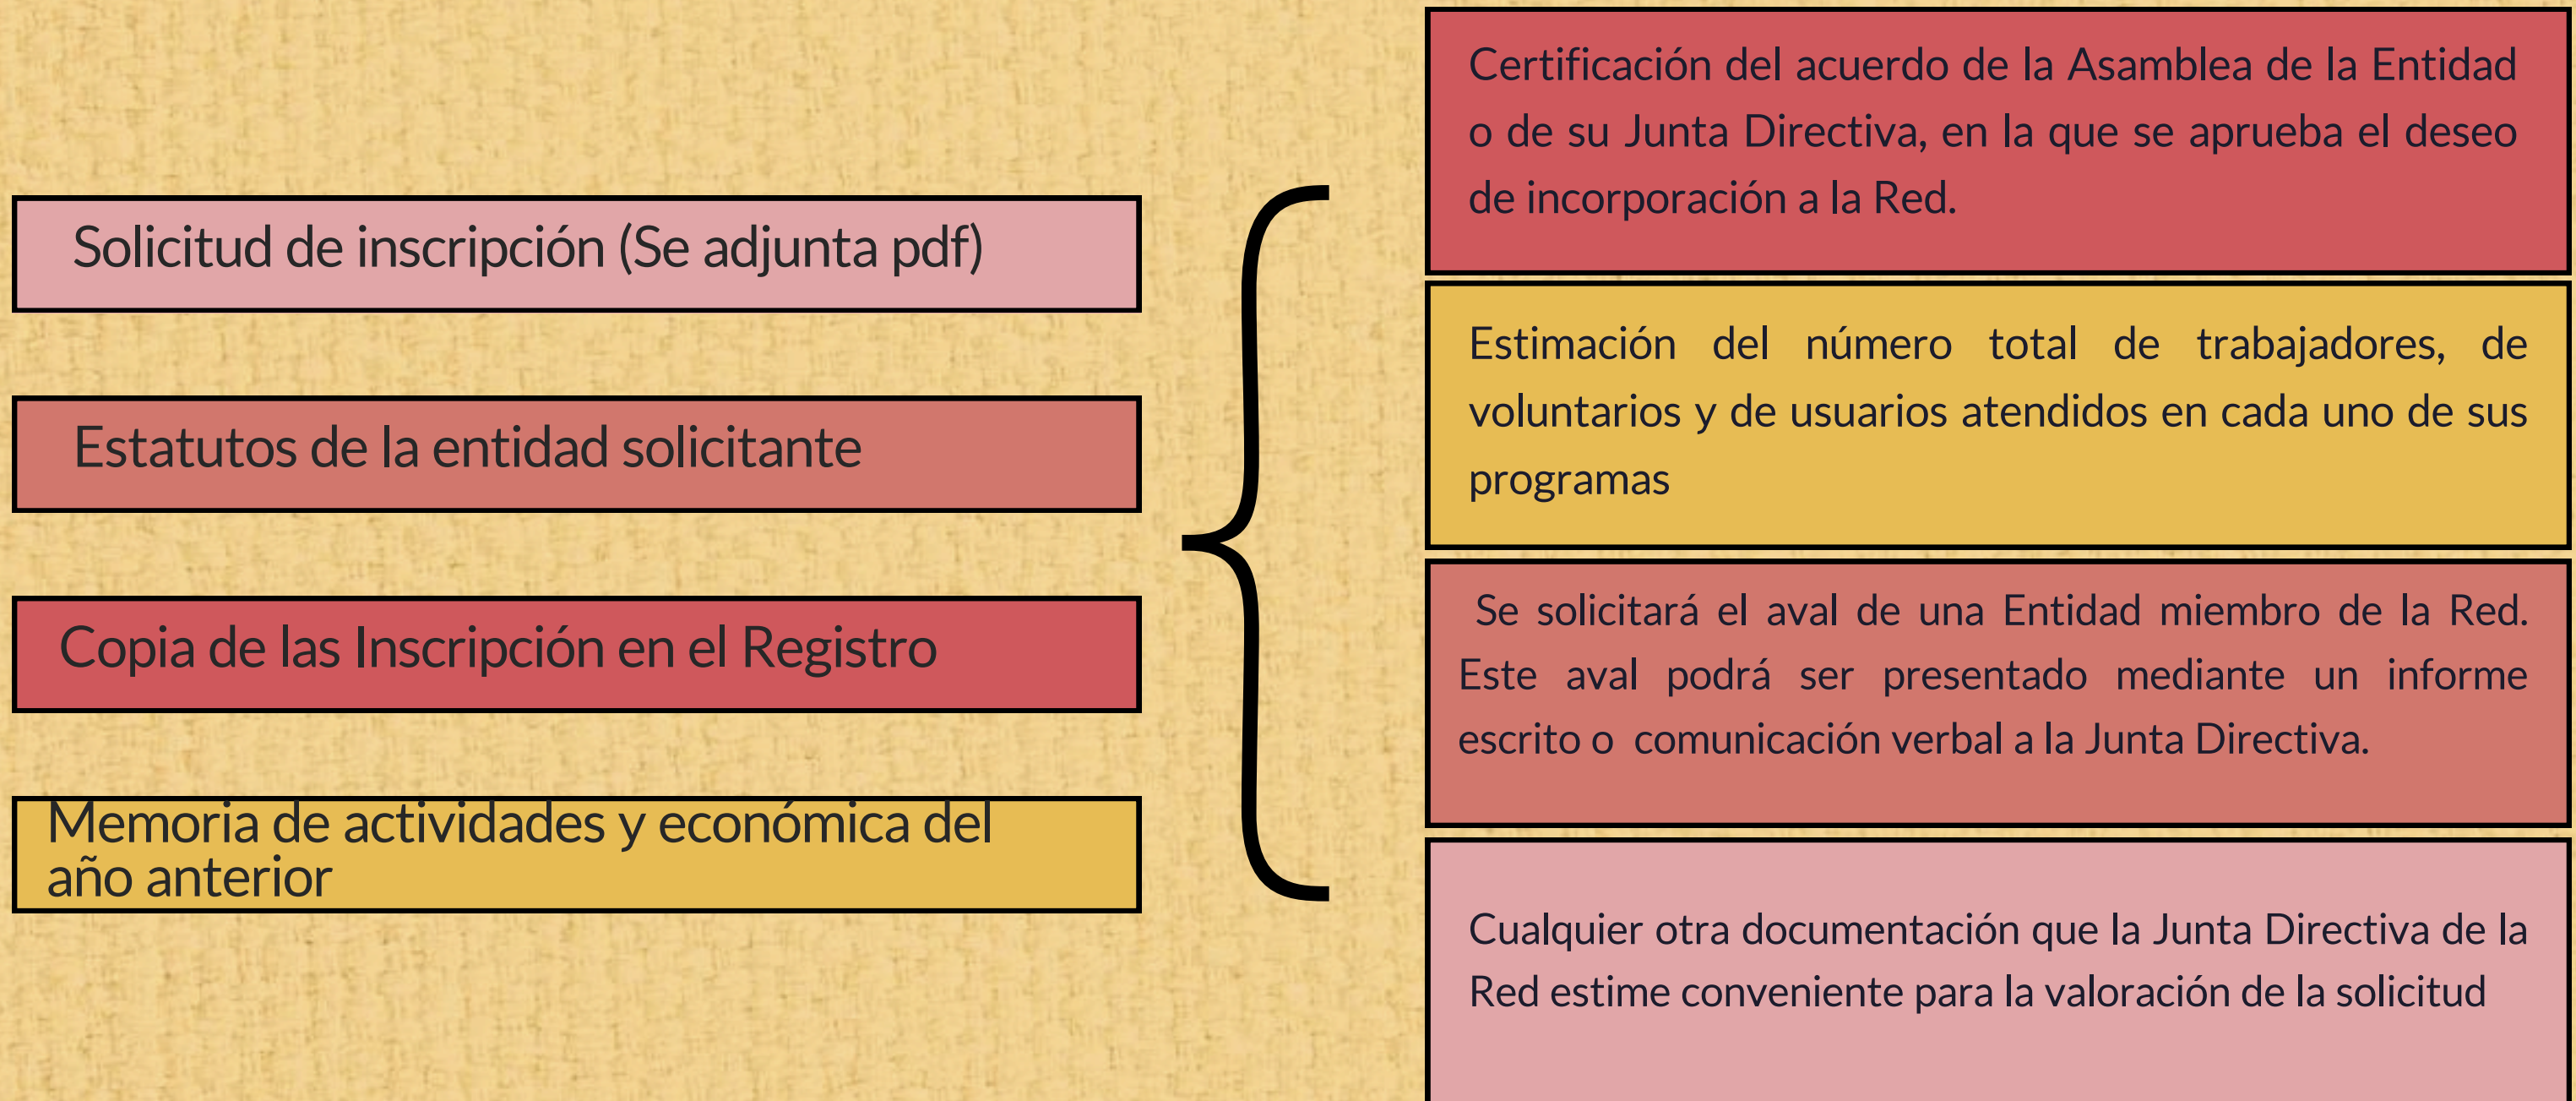 Solicitud de inscripción (Se adjunta pdf)
Estatutos de la entidad solicitante
Copia de las Inscripción en el Registro
Memoria de actividades y económica del
año anterior
Certificación del acuerdo de la Asamblea de la Entidad
o de su Junta Directiva, en la que se aprueba el deseo
de incorporación a la Red.
Estimación del número total de trabajadores, de
voluntarios y de usuarios atendidos en cada uno de sus
programas
Se solicitará el aval de una Entidad miembro de la Red.
Este aval podrá ser presentado mediante un informe
escrito o comunicación verbal a la Junta Directiva.
Cualquier otra documentación que la Junta Directiva de la
Red estime conveniente para la valoración de la solicitud